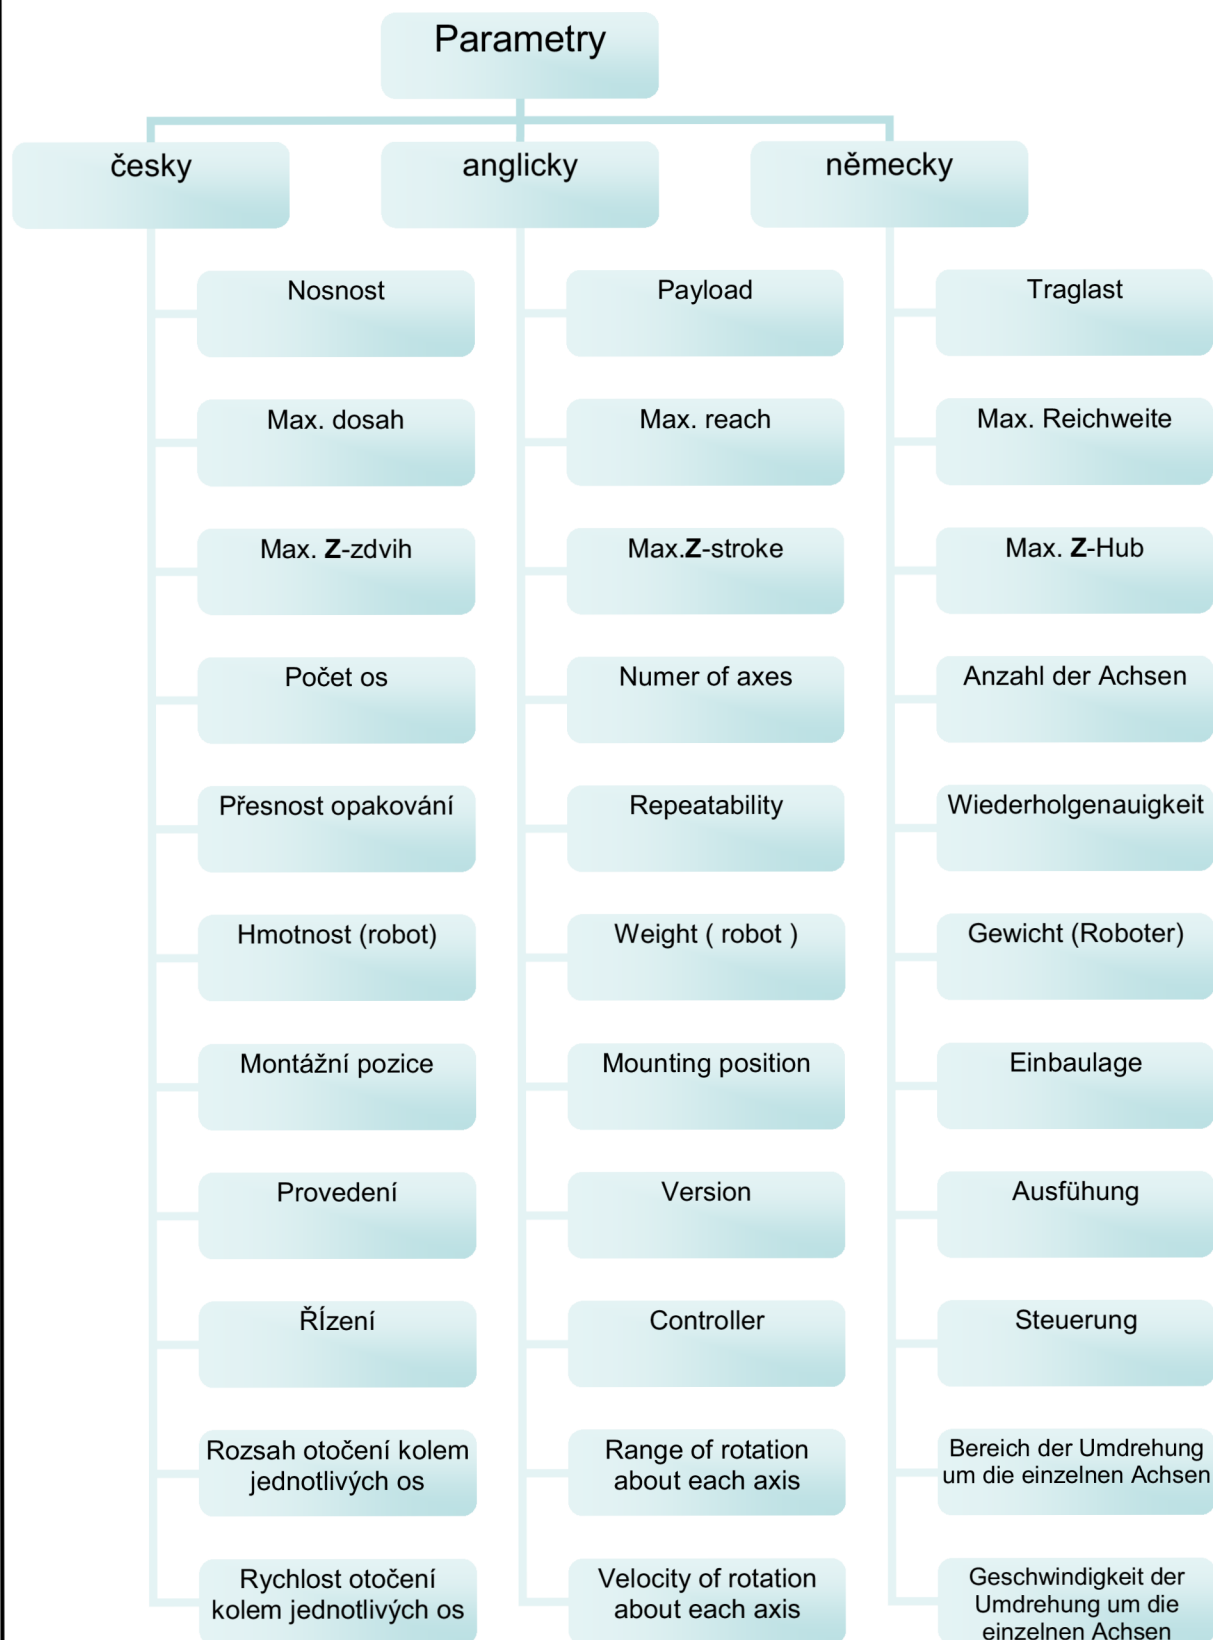 Parametry
česky
anglicky
německy
Nosnost
Payload
Traglast
Max. dosah
Max. reach
Max. Reichweite
Max. Z-zdvih
Max.Z-stroke
Max. Z-Hub
Počet os
Numer of axes
Anzahl der Achsen
Přesnost opakování
Repeatability
Wiederholgenauigkeit
Hmotnost (robot)
Weight ( robot )
Gewicht (Roboter)
Montážní pozice
Mounting position
Einbaulage
Provedení
Version
Ausfühung
ŘÍzení
Controller
Steuerung
Rozsah otočení kolem
jednotlivých os
Range of rotation
about each axis
Bereich der Umdrehung
um die einzelnen Achsen
Rychlost otočení
kolem jednotlivých os
Velocity of rotation
about each axis
Geschwindigkeit der
Umdrehung um die
einzelnen Achsen